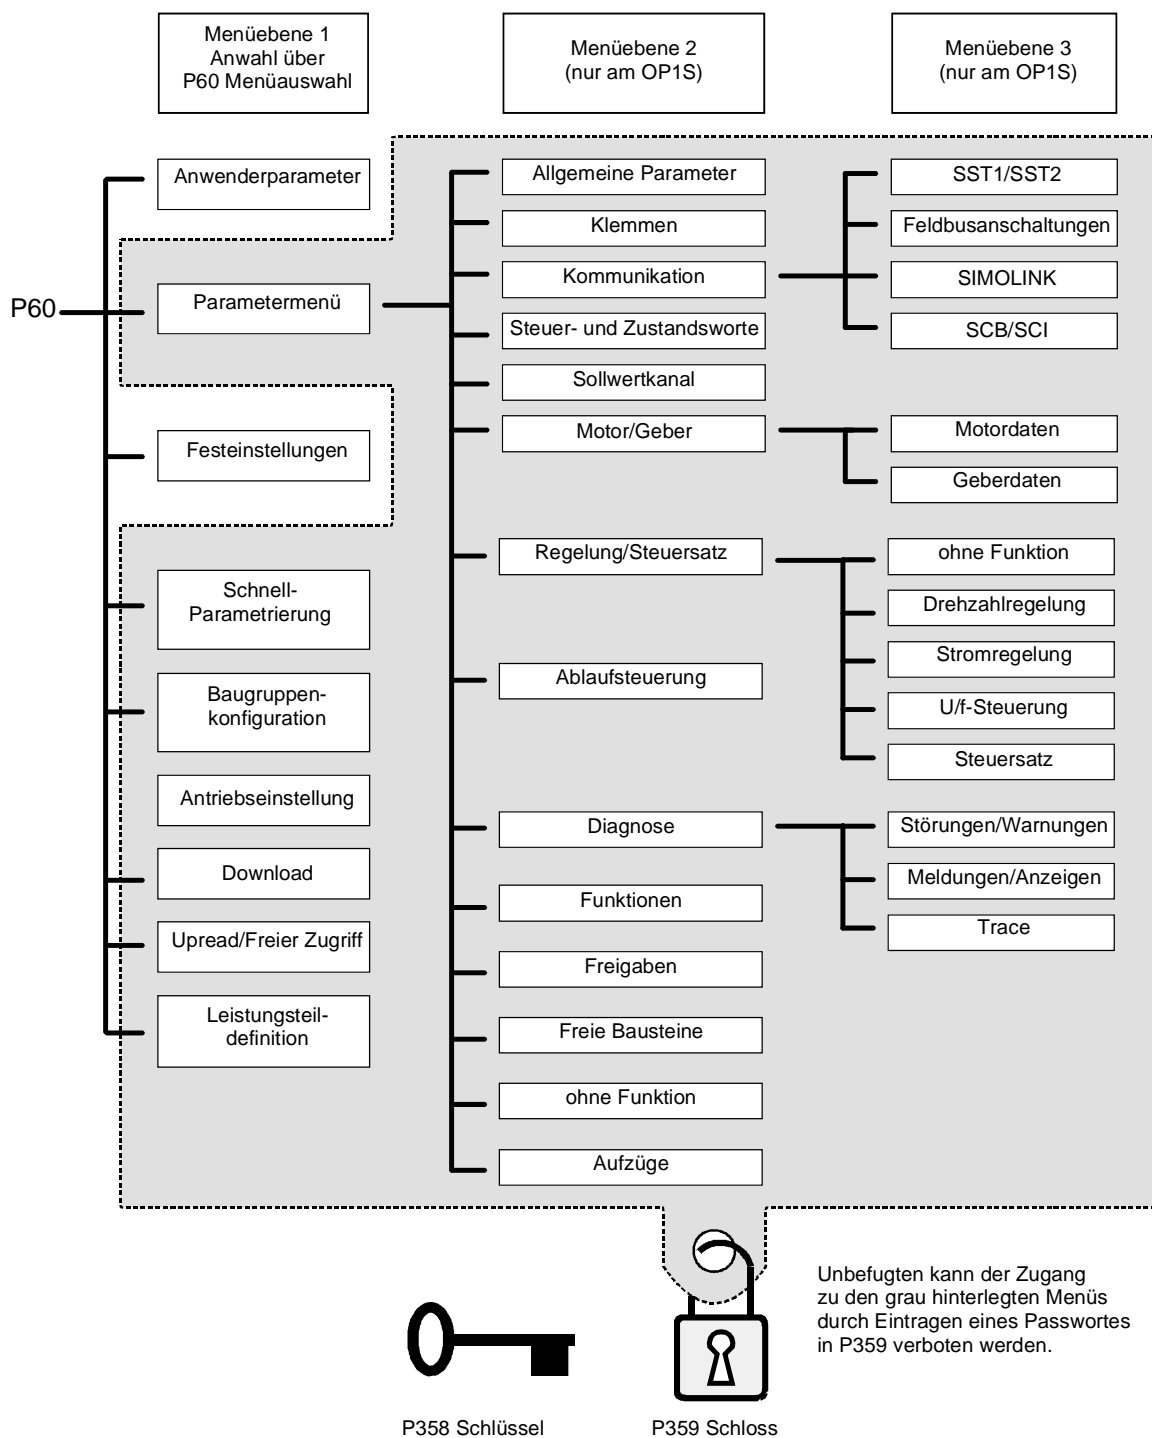 Menüebene 1
Anwahl über
P60 Menüauswahl
Menüebene 2
(nur am OP1S)
Menüebene 3
(nur am OP1S)
P60
Anwenderparameter
Parametermenü
Festeinstellungen
Schnell-
Parametrierung
Baugruppen-
konfiguration
Antriebseinstellung
Download
Upread/Freier Zugriff
Leistungsteil-
definition
Allgemeine Parameter
Klemmen
Kommunikation
Steuer- und Zustandsworte
Sollwertkanal
Motor/Geber
Regelung/Steuersatz
Ablaufsteuerung
Diagnose
Funktionen
Freigaben
Freie Bausteine
ohne Funktion
Aufzüge
SST1/SST2
Feldbusanschaltungen
SIMOLINK
SCB/SCI
Motordaten
Geberdaten
ohne Funktion
Drehzahlregelung
Stromregelung
U/f-Steuerung
Steuersatz
Störungen/Warnungen
Meldungen/Anzeigen
Trace
Unbefugten kann der Zugang
zu den grau hinterlegten Menüs
durch Eintragen eines Passwortes
in P359 verboten werden.
P358 Schlüssel
P359 Schloss